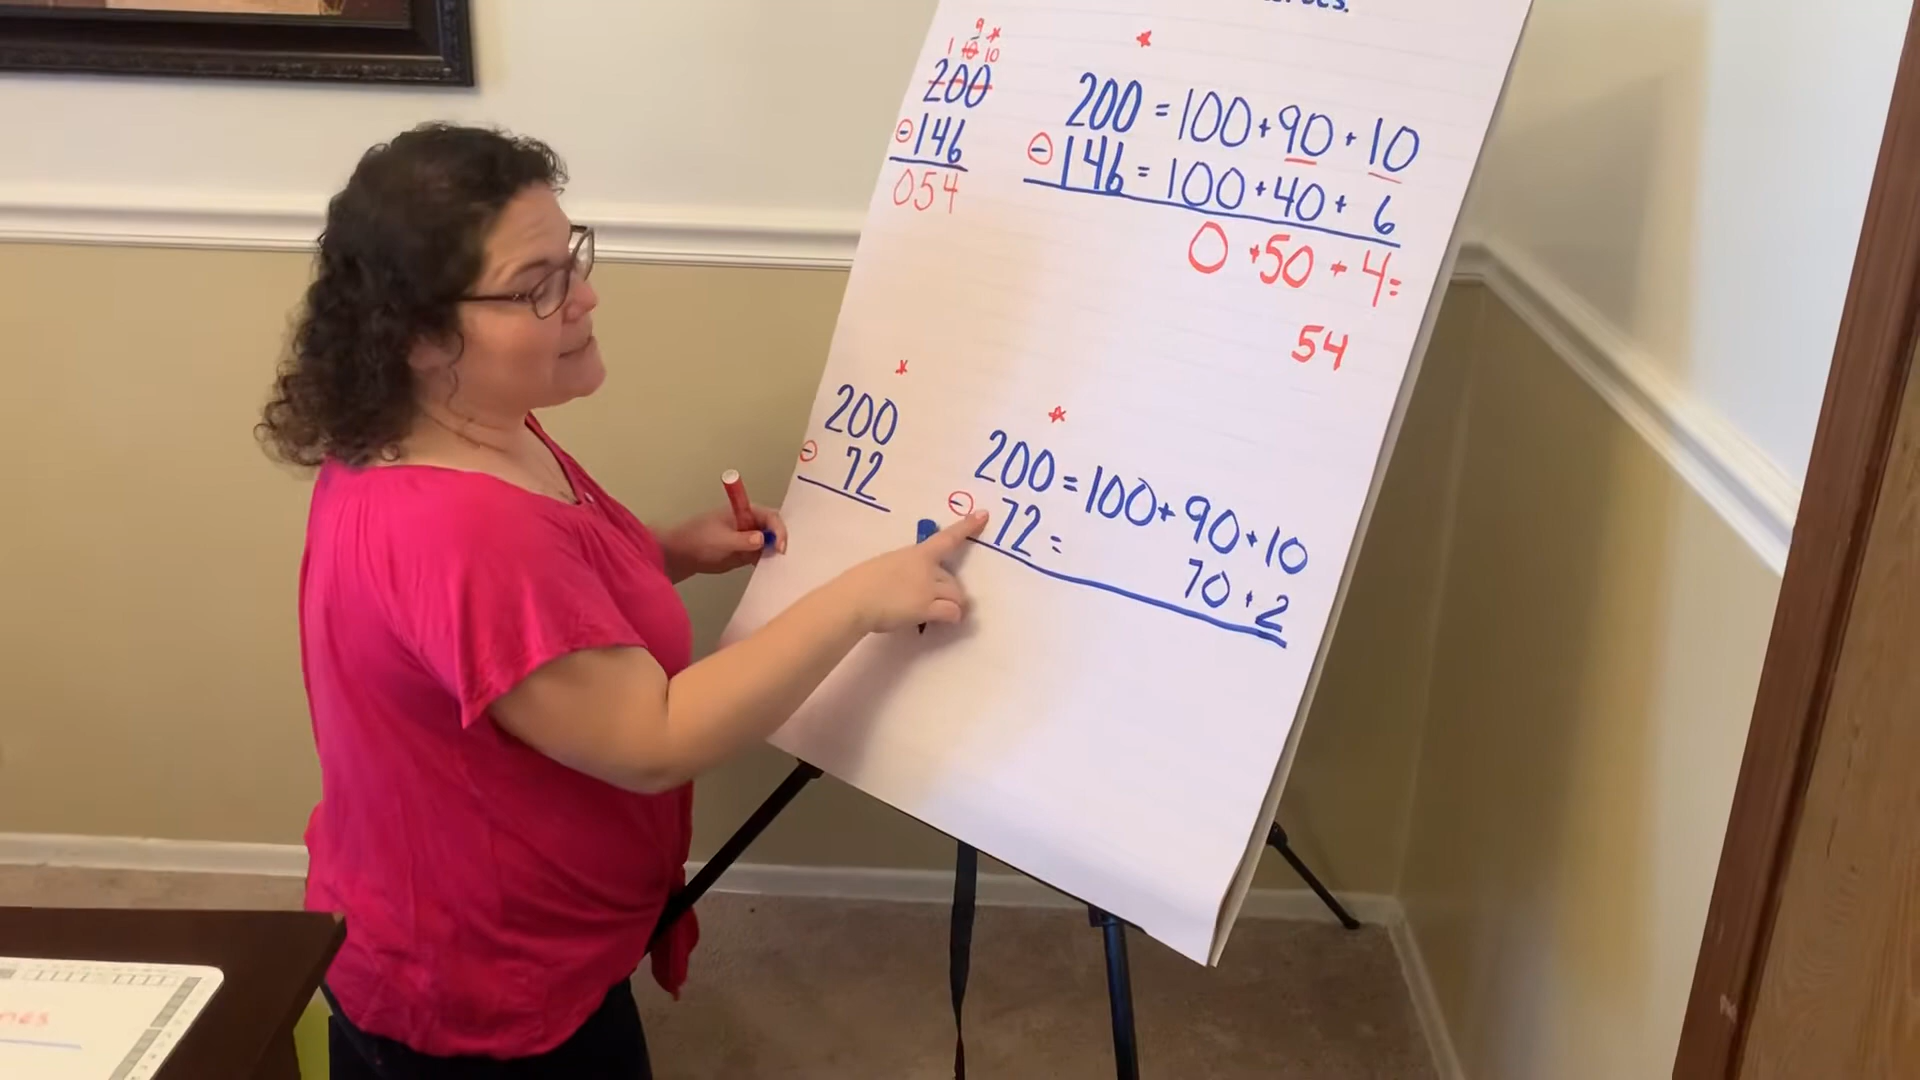 9 *
1 10 10
200
⊖146
054
*
200 = 100 + 90 + 10
⊖146 = 100 + 40 + 6
0 + 50 + 4 =
54
*
200
⊖ 72
*
200 = 100 + 90 + 10
⊖ 72 = 70 + 2